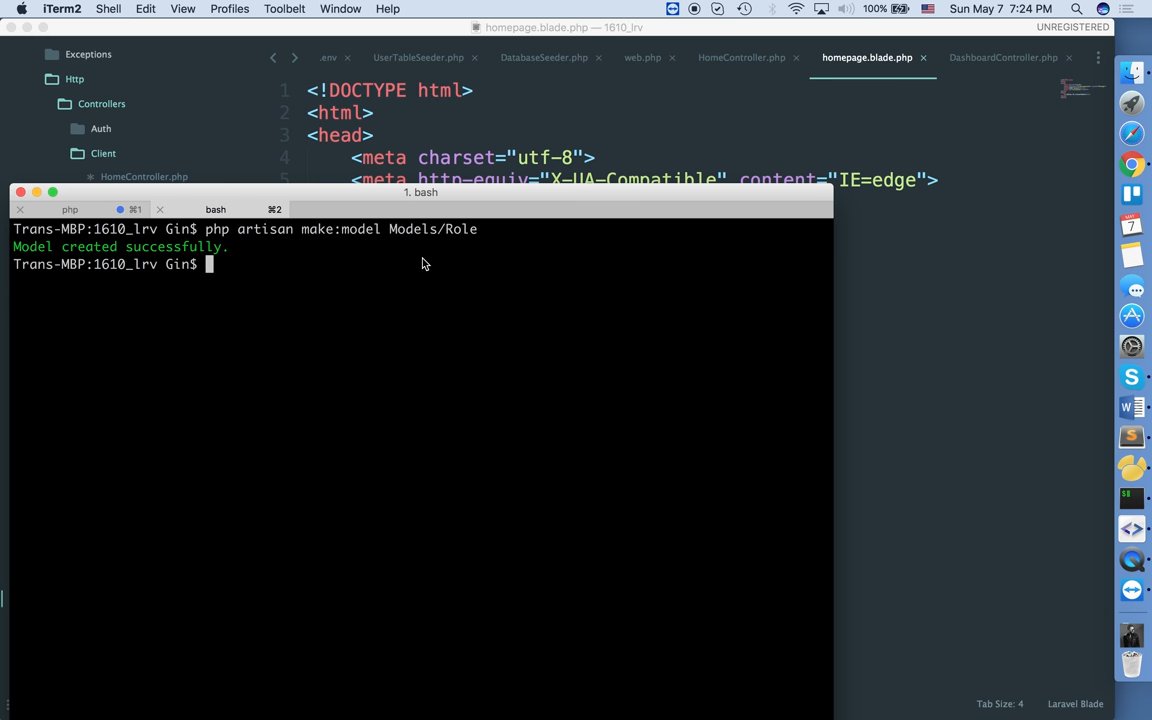 iTerm2 Shell Edit View Profiles Toolbelt Window Help 100% Sun May 7 7:24 PM
homepage.blade.php — 1610_lrv UNREGISTERED
.env × UserTableSeeder.php × DatabaseSeeder.php × web.php × HomeController.php × homepage.blade.php × DashboardController.php ×
Exceptions
Http
Controllers
Auth
Client
HomeController.php
1 <!DOCTYPE html>
2 <html>
3 <head>
4 <meta charset="utf-8">
5 <meta http-equiv="X-UA-Compatible" content="IE=edge">
1. bash
× php ⌘1 × bash ⌘2
Trans-MBP:1610_lrv Gin$ php artisan make:model Models/Role
Model created successfully.
Trans-MBP:1610_lrv Gin$
Tab Size: 4 Laravel Blade